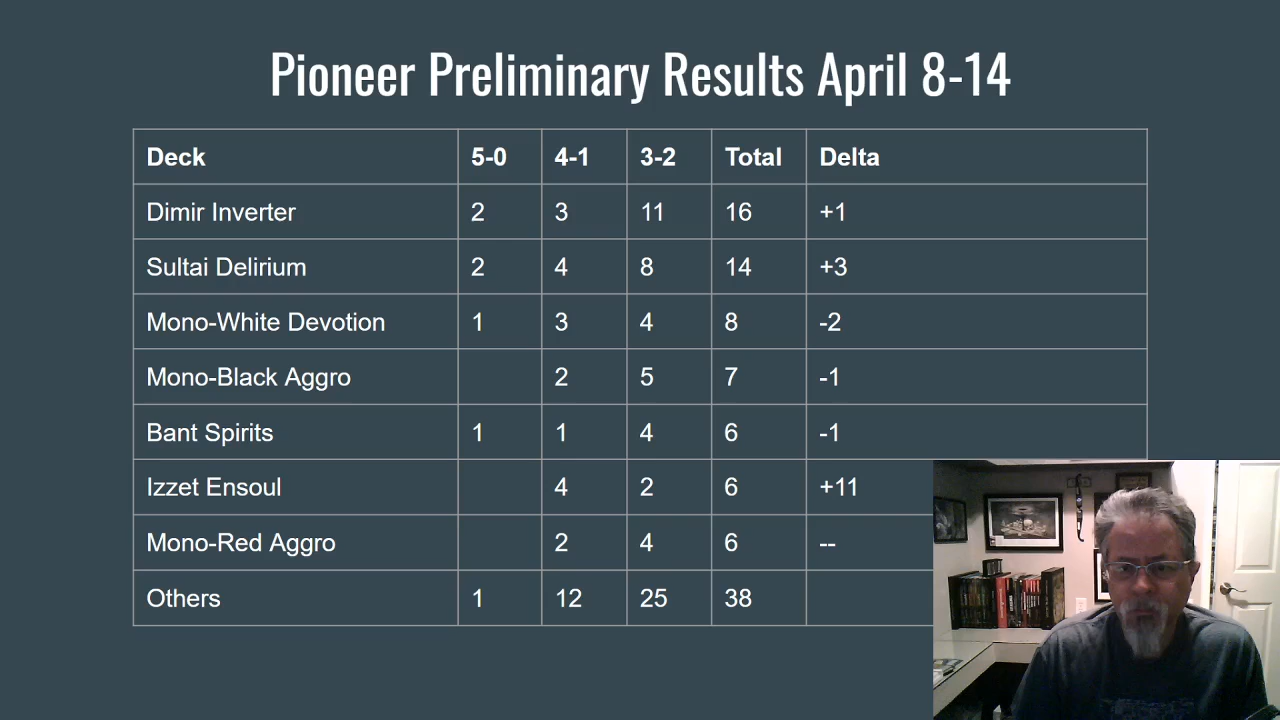 Pioneer Preliminary Results April 8-14
Deck 5-0 4-1 3-2 Total Delta
Dimir Inverter 2 3 11 16 +1
Sultai Delirium 2 4 8 14 +3
Mono-White Devotion 1 3 4 8 -2
Mono-Black Aggro 2 5 7 -1
Bant Spirits 1 1 4 6 -1
Izzet Ensoul 4 2 6 +11
Mono-Red Aggro 2 4 6 --
Others 1 12 25 38